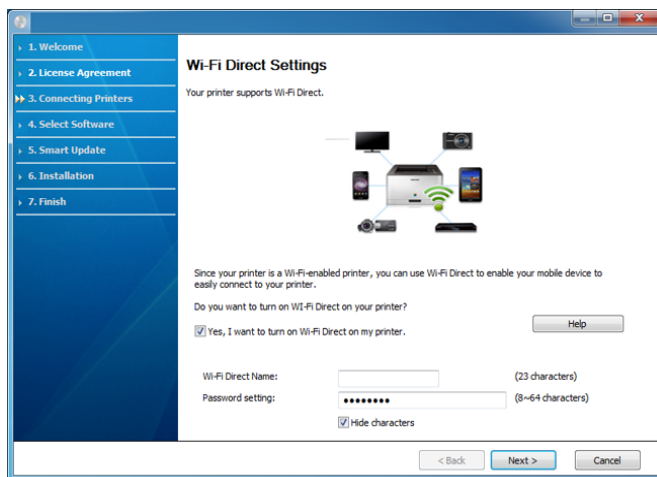 1. Welcome
2. License Agreement
3. Connecting Printers
4. Select Software
5. Smart Update
6. Installation
7. Finish
Wi-Fi Direct Settings
Your printer supports Wi-Fi Direct.
Since your printer is a Wi-Fi-enabled printer, you can use Wi-Fi Direct to enable your mobile device to
easily connect to your printer.
Do you want to turn on WI-Fi Direct on your printer?
Yes, I want to turn on Wi-Fi Direct on my printer.
Help
Wi-Fi Direct Name: (23 characters)
Password setting: •••••••• (8~64 characters)
Hide characters
< Back Next > Cancel